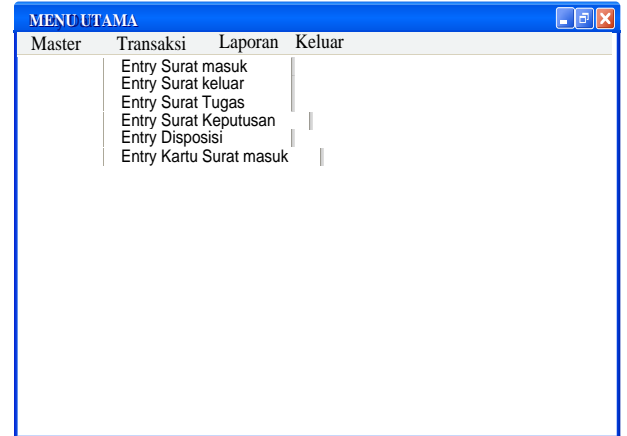 MENU UTAMA
Master Transaksi Laporan Keluar
Entry Surat masuk
Entry Surat keluar
Entry Surat Tugas
Entry Surat Keputusan
Entry Disposisi
Entry Kartu Surat masuk